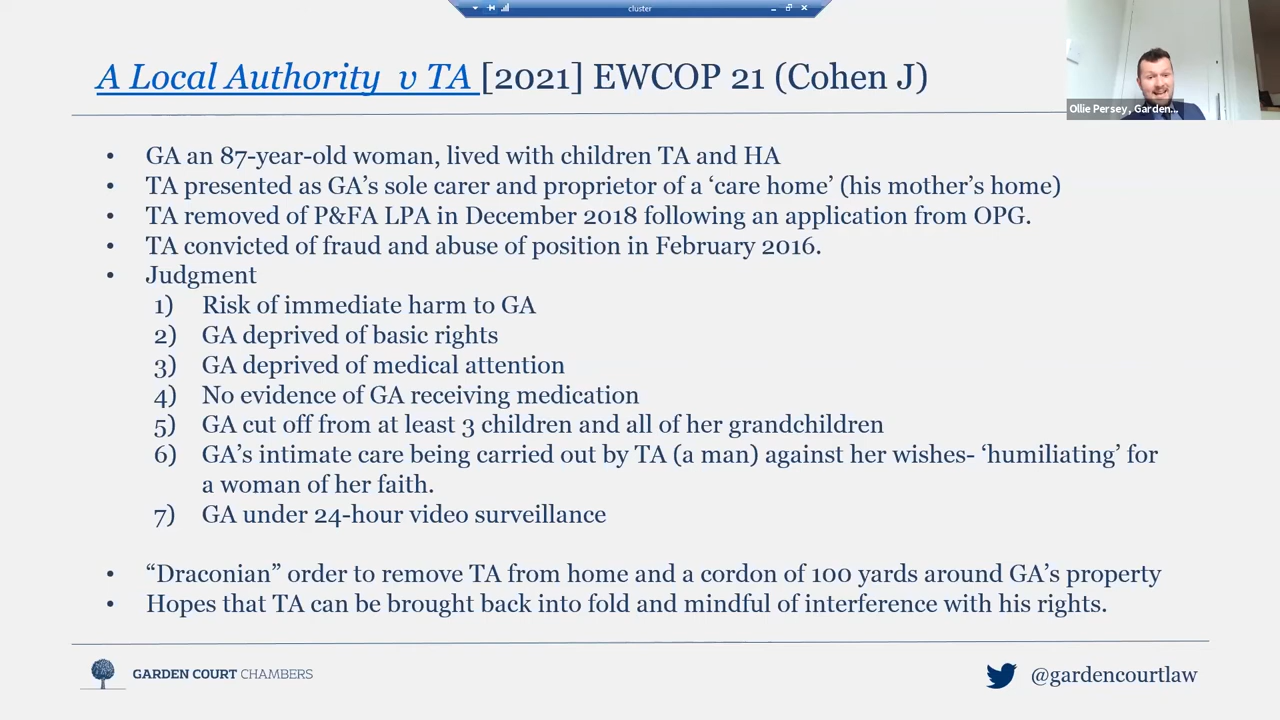 cluster
A Local Authority v TA [2021] EWCOP 21 (Cohen J)
Ollie Persey, Garden...
• GA an 87-year-old woman, lived with children TA and HA
• TA presented as GA's sole carer and proprietor of a 'care home' (his mother's home)
• TA removed of P&FA LPA in December 2018 following an application from OPG.
• TA convicted of fraud and abuse of position in February 2016.
• Judgment
1) Risk of immediate harm to GA
2) GA deprived of basic rights
3) GA deprived of medical attention
4) No evidence of GA receiving medication
5) GA cut off from at least 3 children and all of her grandchildren
6) GA's intimate care being carried out by TA (a man) against her wishes- 'humiliating' for
a woman of her faith.
7) GA under 24-hour video surveillance
• "Draconian" order to remove TA from home and a cordon of 100 yards around GA's property
• Hopes that TA can be brought back into fold and mindful of interference with his rights.
GARDEN COURT CHAMBERS
@gardencourtlaw